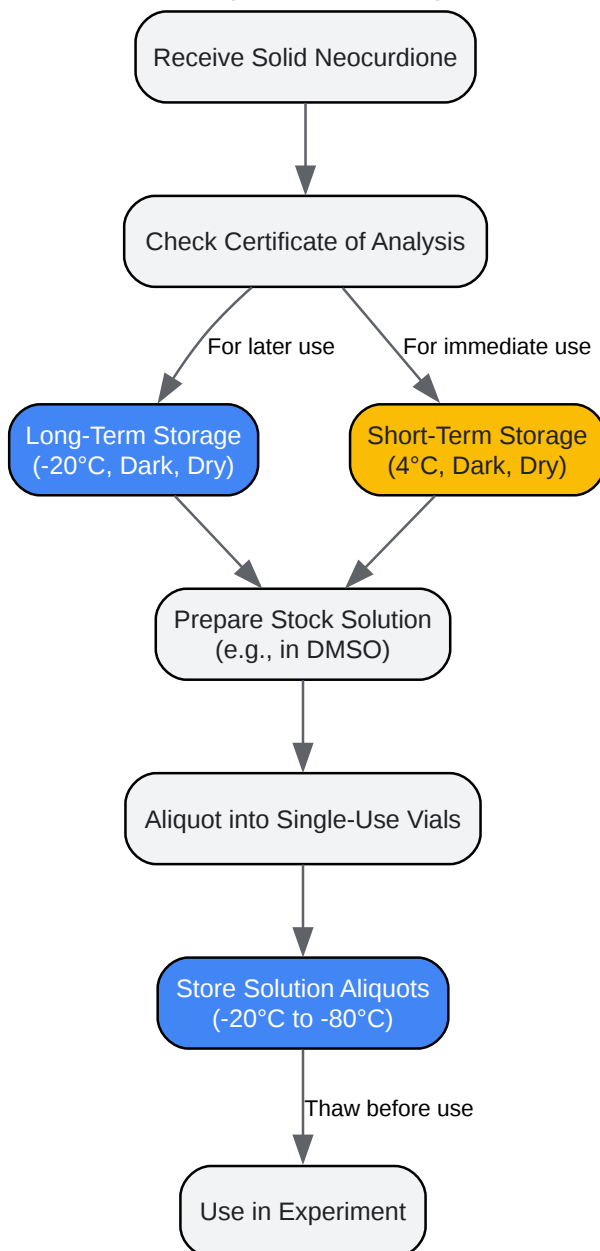 Receive Solid Neocurdione
Check Certificate of Analysis
For later use
For immediate use
Long-Term Storage
(-20°C, Dark, Dry)
Short-Term Storage
(4°C, Dark, Dry)
Prepare Stock Solution
(e.g., in DMSO)
Aliquot into Single-Use Vials
Store Solution Aliquots
(-20°C to -80°C)
Thaw before use
Use in Experiment